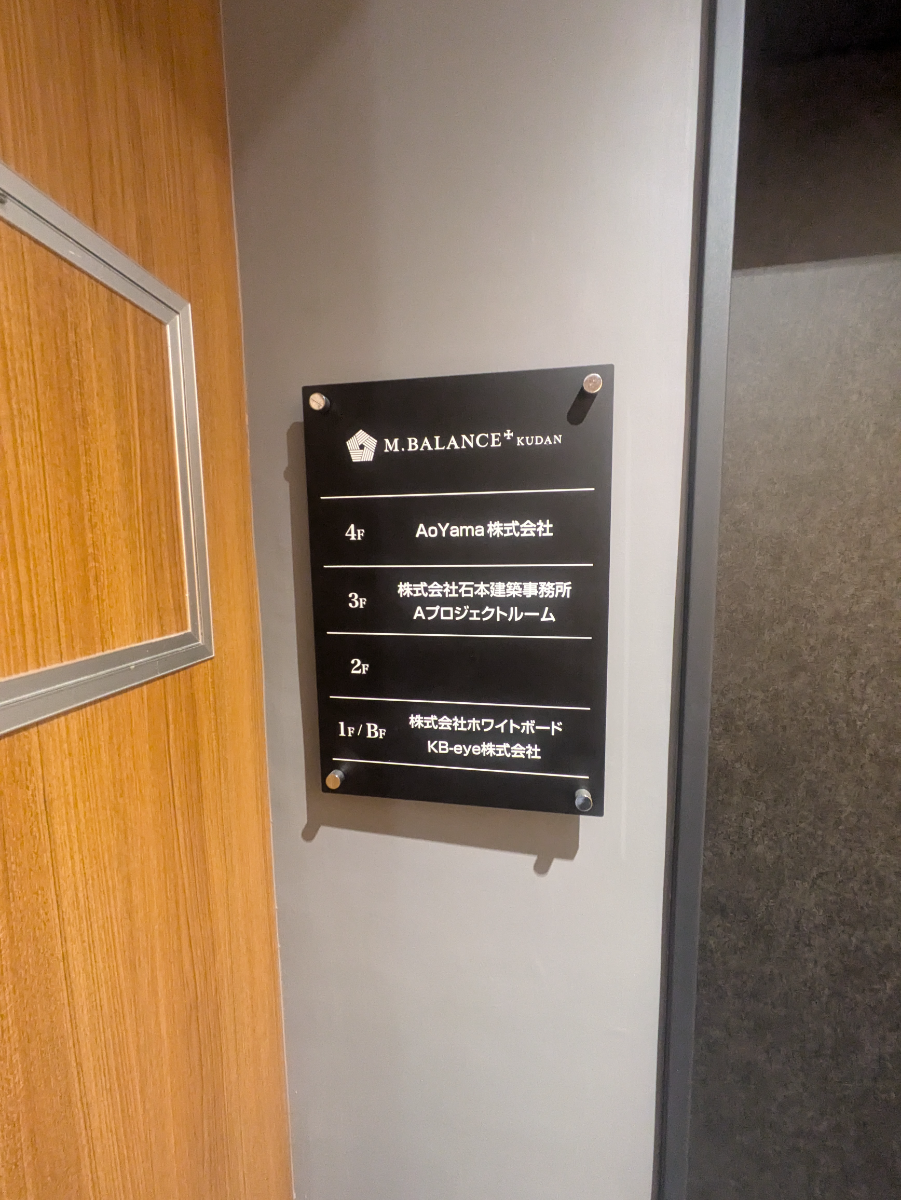 M.BALANCE+ KUDAN
4F AoYama株式会社
3F 株式会社石本建築事務所
Aプロジェクトルーム
2F
1F/BF 株式会社ホワイトボード
KB-eye株式会社